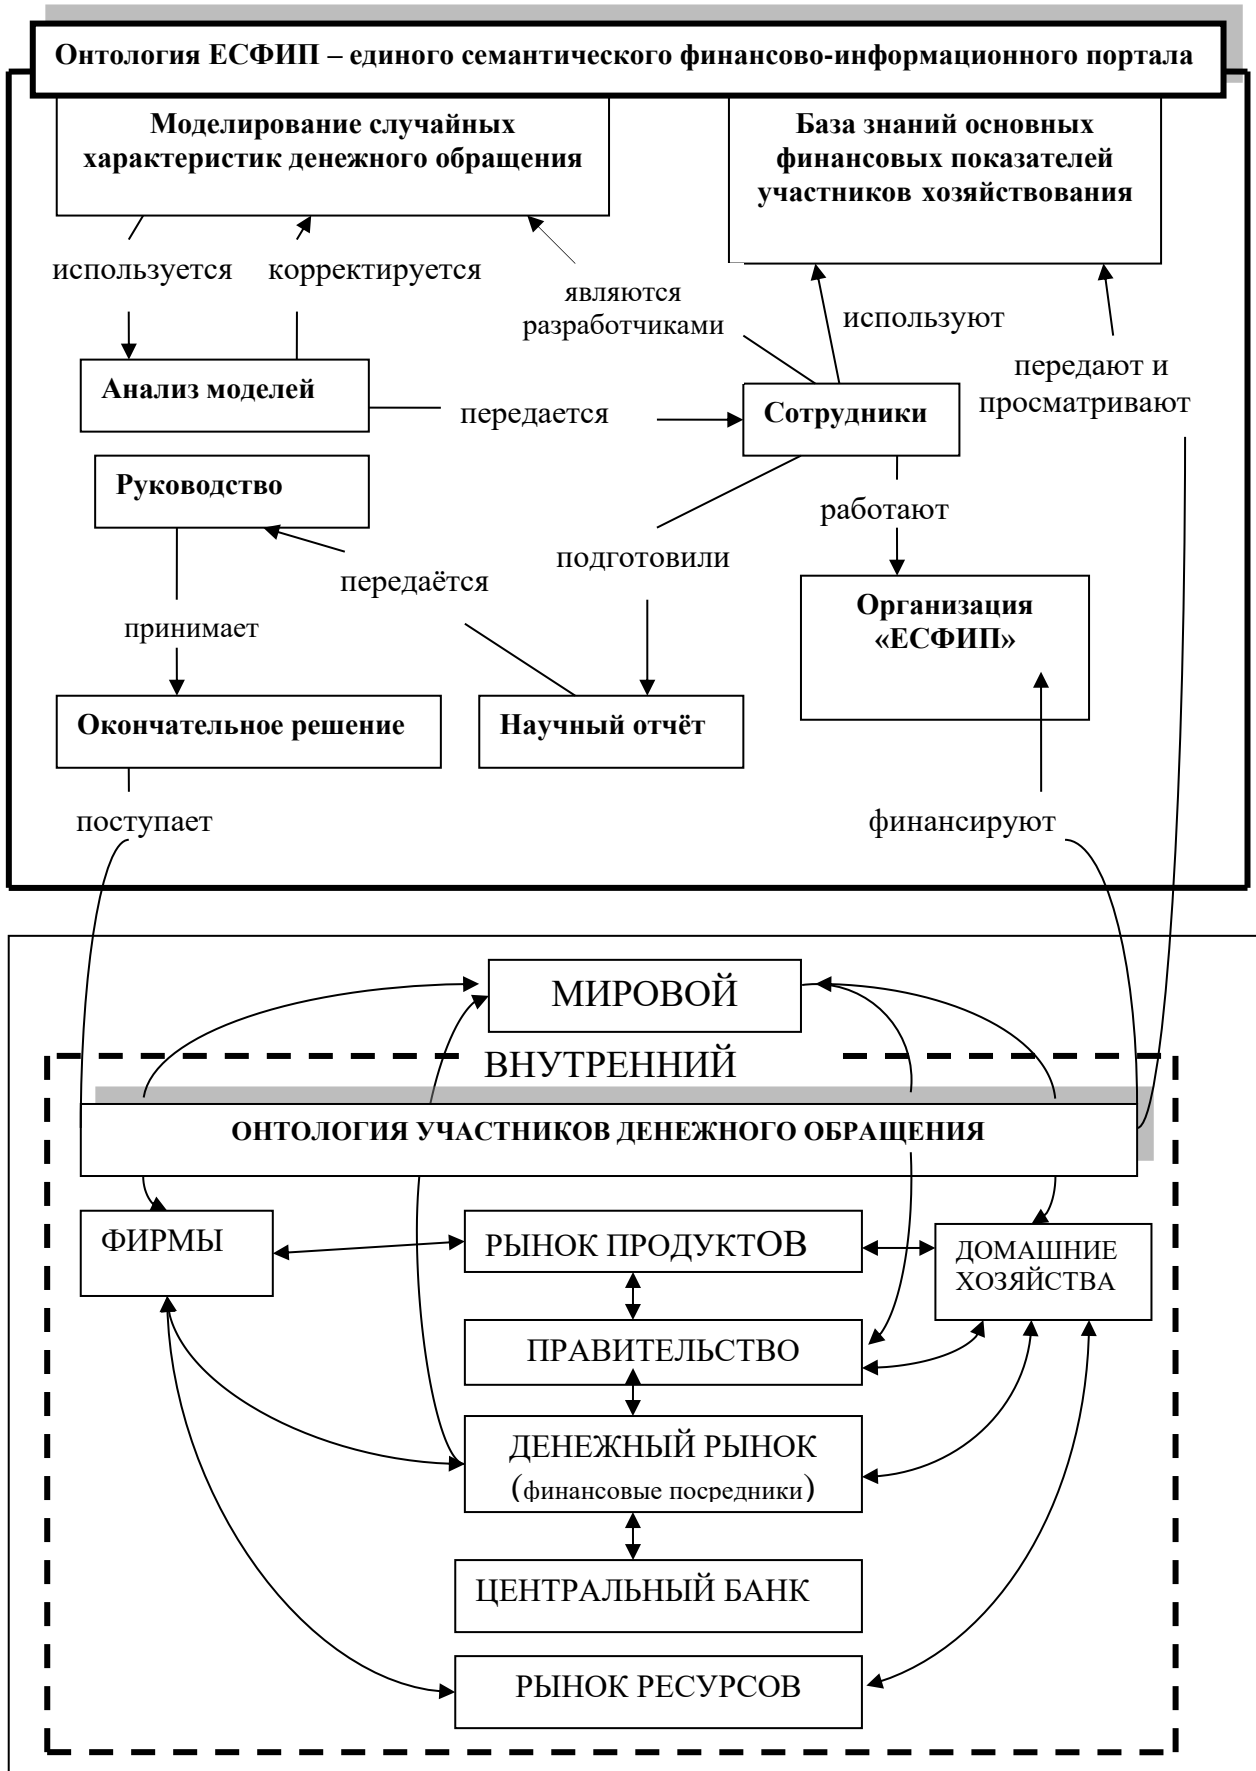 Онтология ЕСФИП – единого семантического финансово-информационного портала
Моделирование случайных
характеристик денежного обращения
База знаний основных
финансовых показателей
участников хозяйствования
используется
корректируется
являются
разработчиками
используют
передают и
просматривают
Анализ моделей
передается
Сотрудники
Руководство
работают
подготовили
передаётся
принимает
Организация
«ЕСФИП»
Окончательное решение
Научный отчёт
поступает
финансируют
МИРОВОЙ
ВНУТРЕННИЙ
ОНТОЛОГИЯ УЧАСТНИКОВ ДЕНЕЖНОГО ОБРАЩЕНИЯ
ФИРМЫ
РЫНОК ПРОДУКТОВ
ДОМАШНИЕ
ХОЗЯЙСТВА
ПРАВИТЕЛЬСТВО
ДЕНЕЖНЫЙ РЫНОК
(финансовые посредники)
ЦЕНТРАЛЬНЫЙ БАНК
РЫНОК РЕСУРСОВ